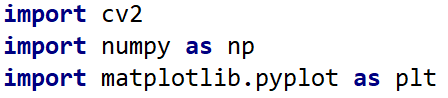 import cv2
import numpy as np
import matplotlib.pyplot as plt